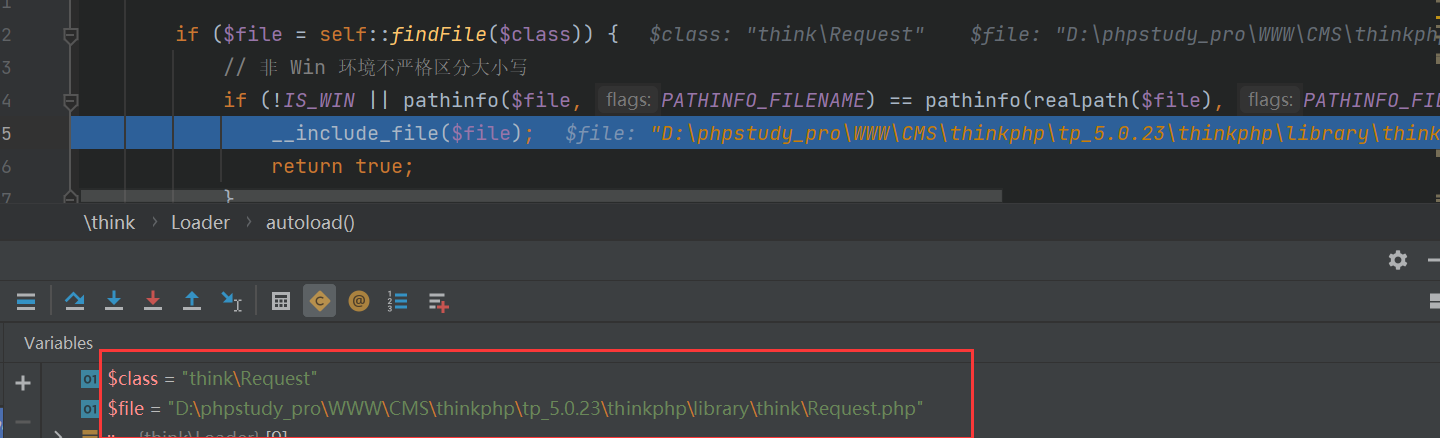 2 if ($file = self::findFile($class)) { $class: "think\Request" $file: "D:\phpstudy_pro\WWW\CMS\thinkph
3 // 非 Win 环境不严格区分大小写
4 if (!IS_WIN || pathinfo($file, flags: PATHINFO_FILENAME) == pathinfo(realpath($file), flags: PATHINFO_FIL
5 __include_file($file); $file: "D:\phpstudy_pro\WWW\CMS\thinkphp\tp_5.0.23\thinkphp\library\think
6 return true;
7 }
\think › Loader › autoload()
Variables
01 $class = "think\Request"
01 $file = "D:\phpstudy_pro\WWW\CMS\thinkphp\tp_5.0.23\thinkphp\library\think\Request.php"
{think\Loader} [0]